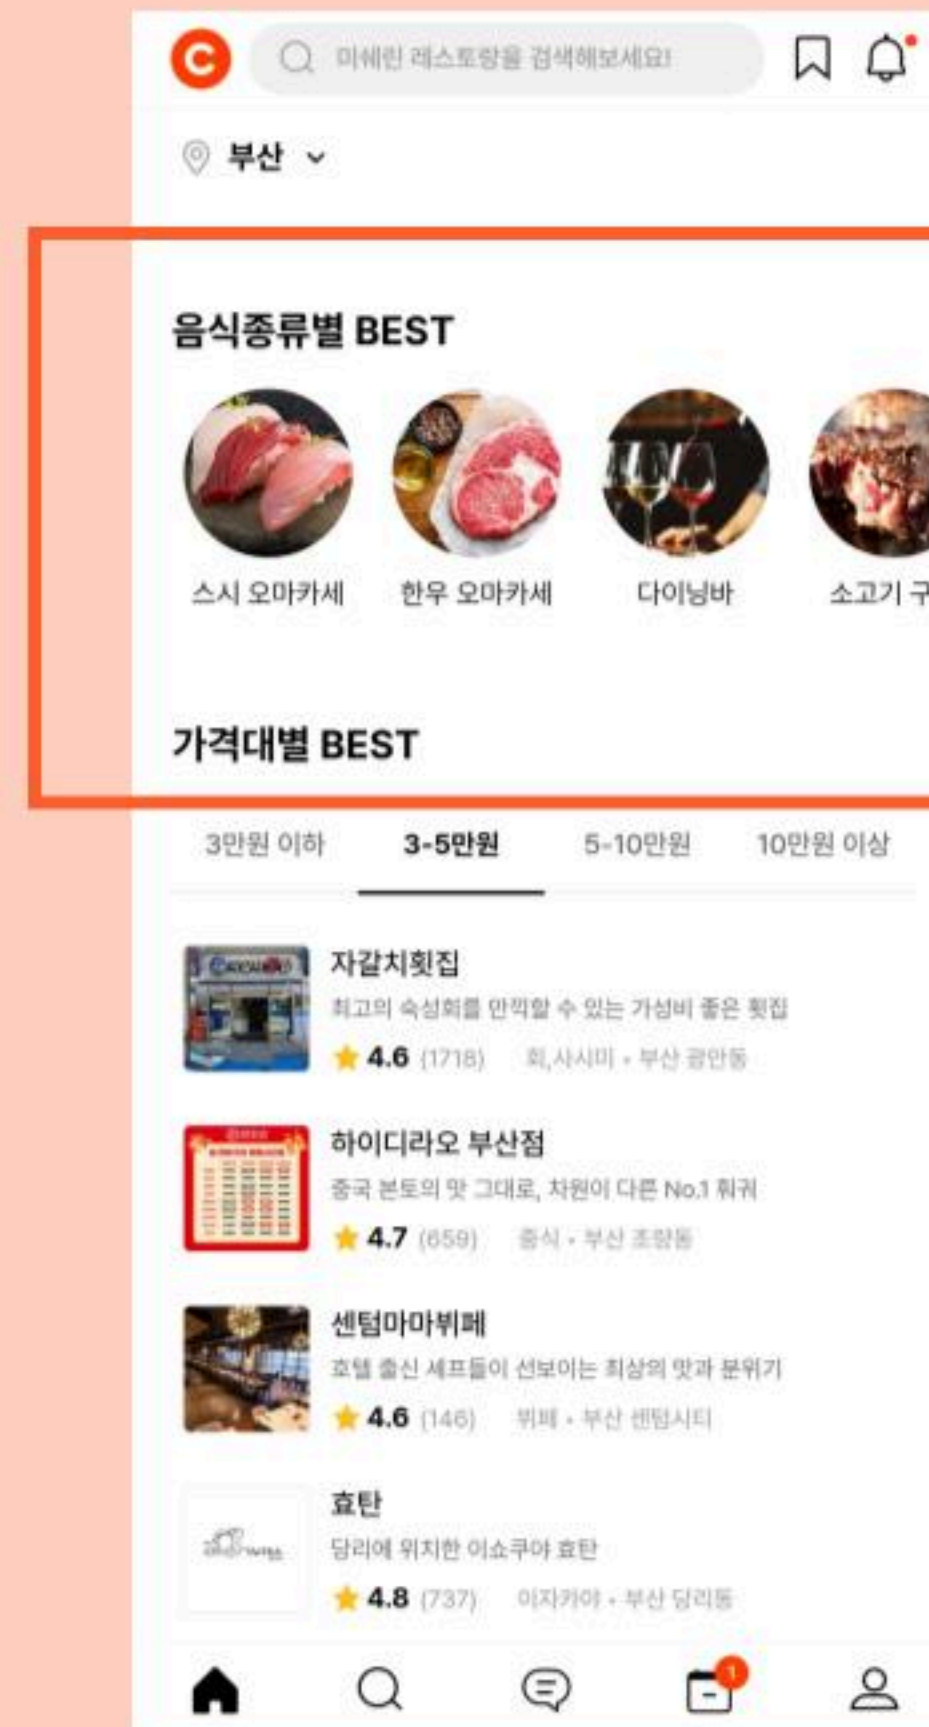 C
미쉐린 레스토랑을 검색해보세요!
부산
음식종류별 BEST
스시 오마카세 한우 오마카세 다이닝바 소고기 구
가격대별 BEST
3만원 이하 3-5만원 5-10만원 10만원 이상
자갈치횟집
최고의 숙성회를 만끽할 수 있는 가성비 좋은 횟집
4.6 (1718) 회,사시미 • 부산 광안동
하이디라오 부산점
중국 본토의 맛 그대로, 차원이 다른 No.1 훠궈
4.7 (659) 중식 • 부산 초량동
센텀마마뷔페
호텔 출신 셰프들이 선보이는 최상의 맛과 분위기
4.6 (146) 뷔페 • 부산 센텀시티
효탄
당리에 위치한 이쇼쿠야 효탄
4.8 (737) 이자카야 • 부산 당리동
1